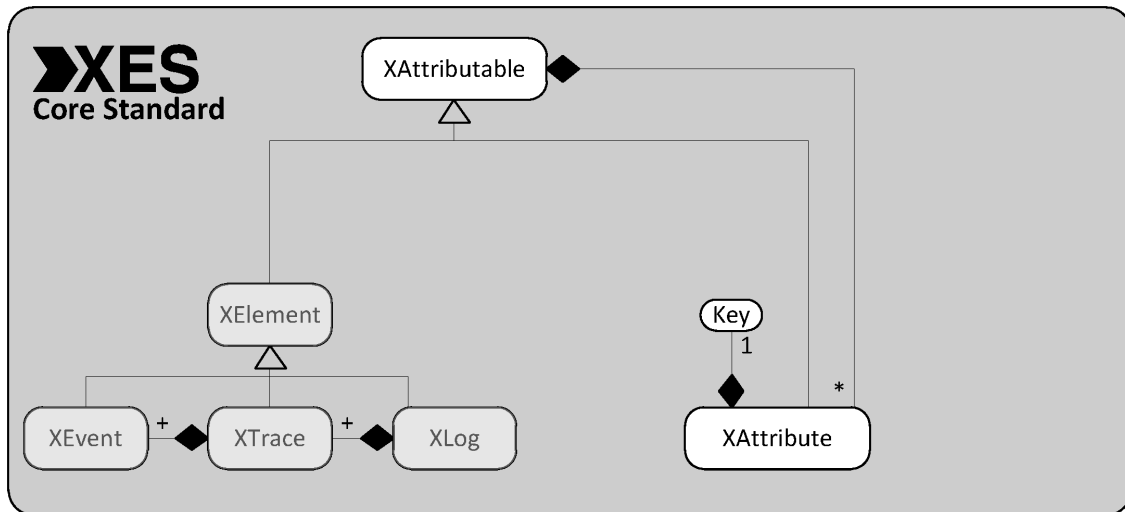 XES
Core Standard
XAttributable
XElement
Key
1
*
XEvent
+
XTrace
+
XLog
XAttribute